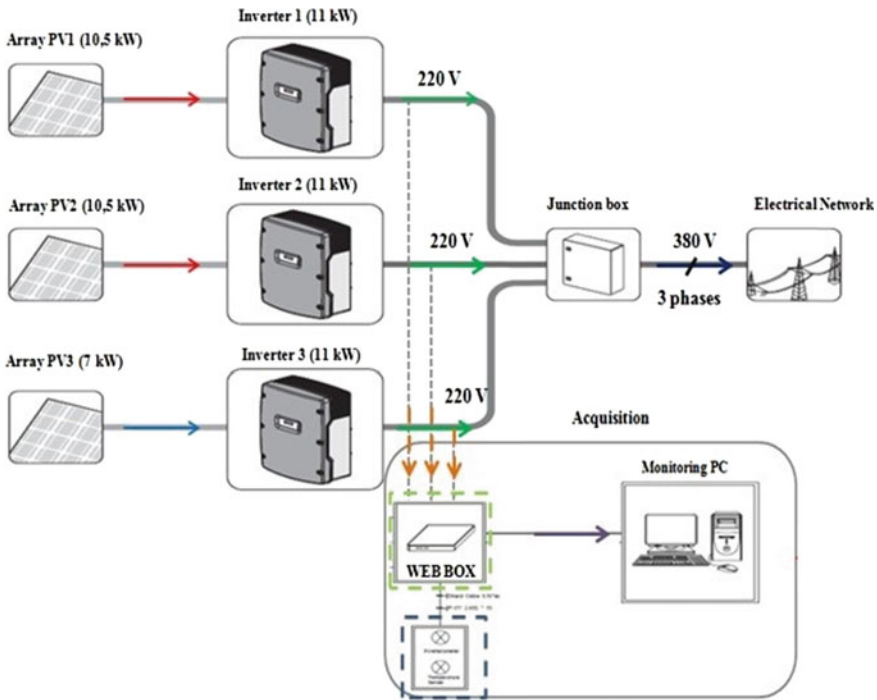 Inverter 1 (11 kW)
Array PV1 (10,5 kW)
220 V
Inverter 2 (11 kW)
Array PV2 (10,5 kW)
220 V
Junction box
Electrical Network
380 V
3 phases
Inverter 3 (11 kW)
Array PV3 (7 kW)
220 V
Acquisition
Monitoring PC
WEB BOX